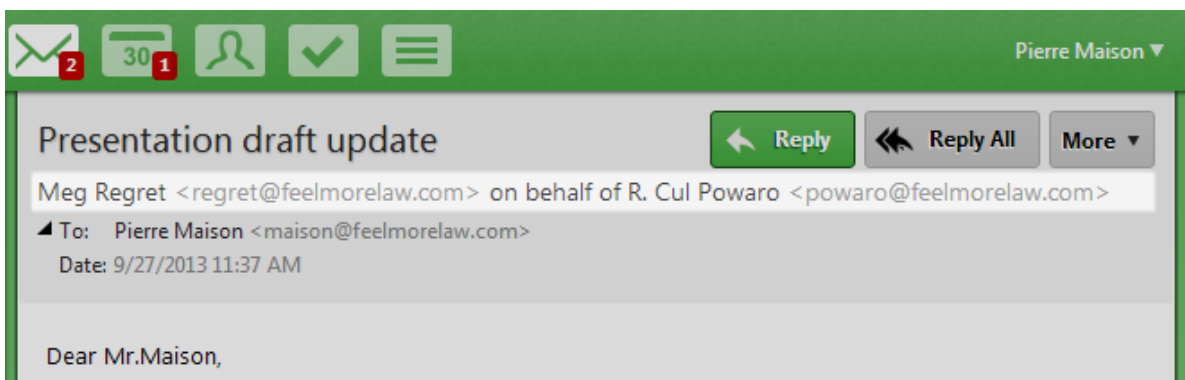 2 30 1 Pierre Maison ▼
Presentation draft update Reply Reply All More ▼
Meg Regret <regret@feelmorelaw.com> on behalf of R. Cul Powaro <powaro@feelmorelaw.com>
To: Pierre Maison <maison@feelmorelaw.com>
Date: 9/27/2013 11:37 AM
Dear Mr.Maison,